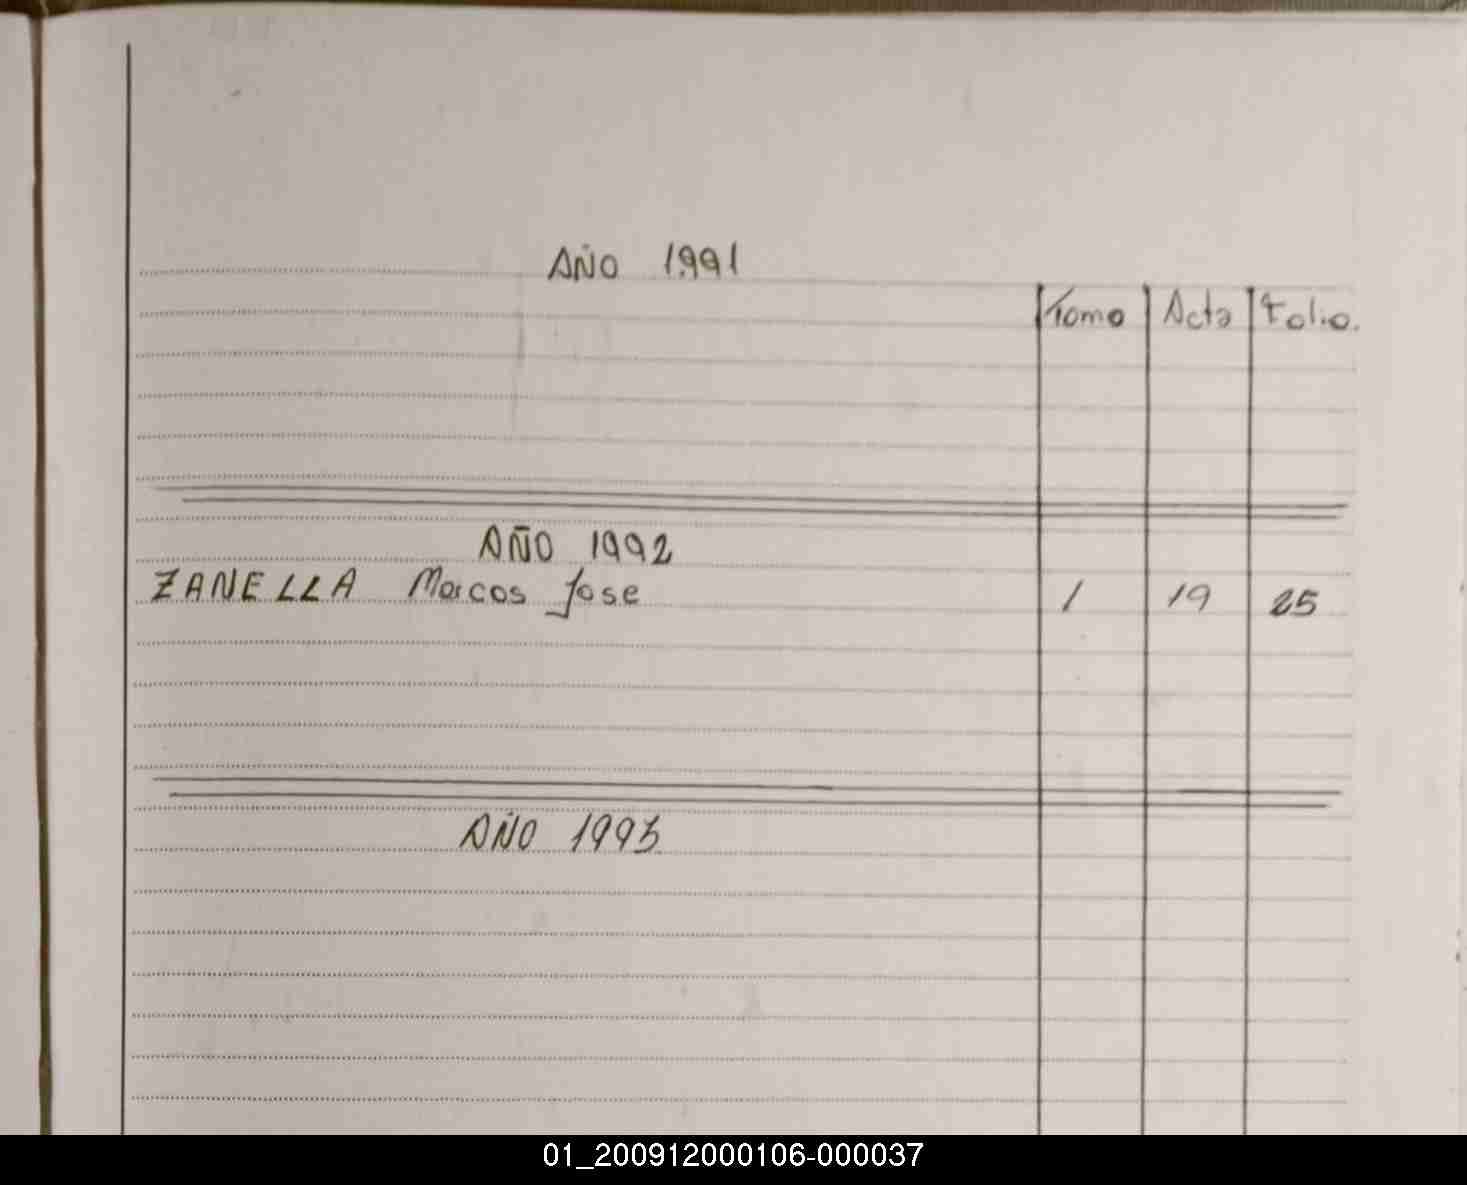 AÑO 1991
Tomo Acta Folio.
AÑO 1992
ZANELLA Marcos Jose 1 19 25
AÑO 1993
01_200912000106-000037